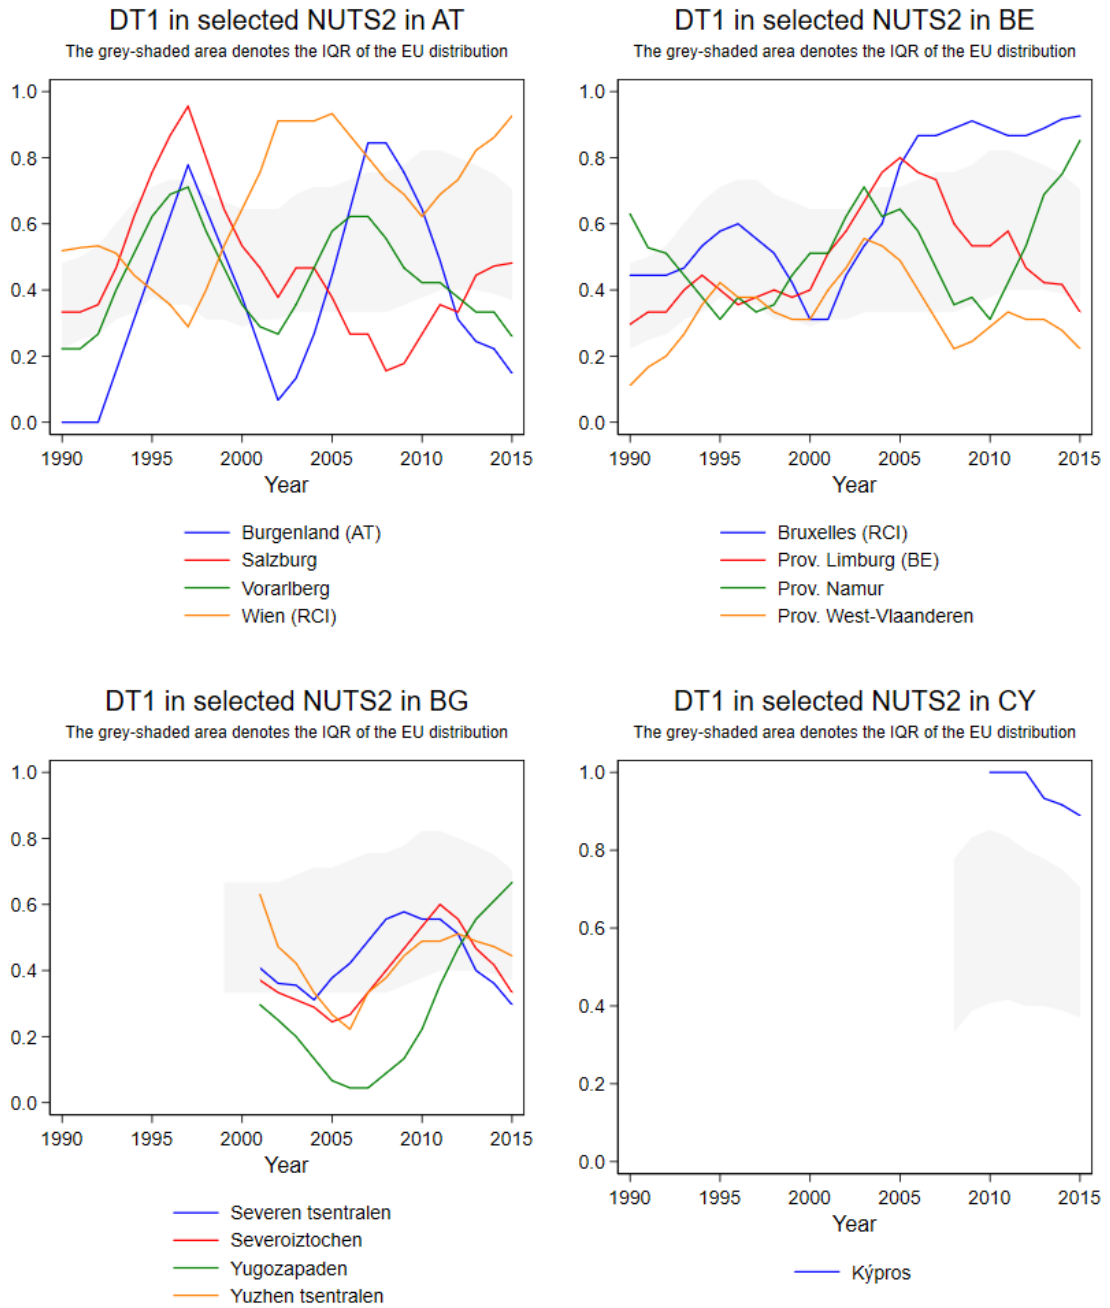 DT1 in selected NUTS2 in AT
The grey-shaded area denotes the IQR of the EU distribution
1.0
0.8
0.6
0.4
0.2
0.0
1990 1995 2000 2005 2010 2015
Year
Burgenland (AT)
Salzburg
Vorarlberg
Wien (RCI)
DT1 in selected NUTS2 in BE
The grey-shaded area denotes the IQR of the EU distribution
1.0
0.8
0.6
0.4
0.2
0.0
1990 1995 2000 2005 2010 2015
Year
Bruxelles (RCI)
Prov. Limburg (BE)
Prov. Namur
Prov. West-Vlaanderen
DT1 in selected NUTS2 in BG
The grey-shaded area denotes the IQR of the EU distribution
1.0
0.8
0.6
0.4
0.2
0.0
1990 1995 2000 2005 2010 2015
Year
Severen tsentralen
Severoiztochen
Yugozapaden
Yuzhen tsentralen
DT1 in selected NUTS2 in CY
The grey-shaded area denotes the IQR of the EU distribution
1.0
0.8
0.6
0.4
0.2
0.0
1990 1995 2000 2005 2010 2015
Year
Kýpros